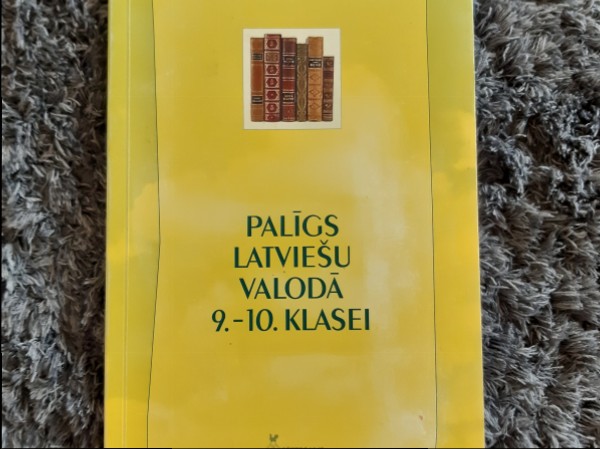 PALĪGS
LATVIEŠU
VALODĀ
9.-10. KLASEI